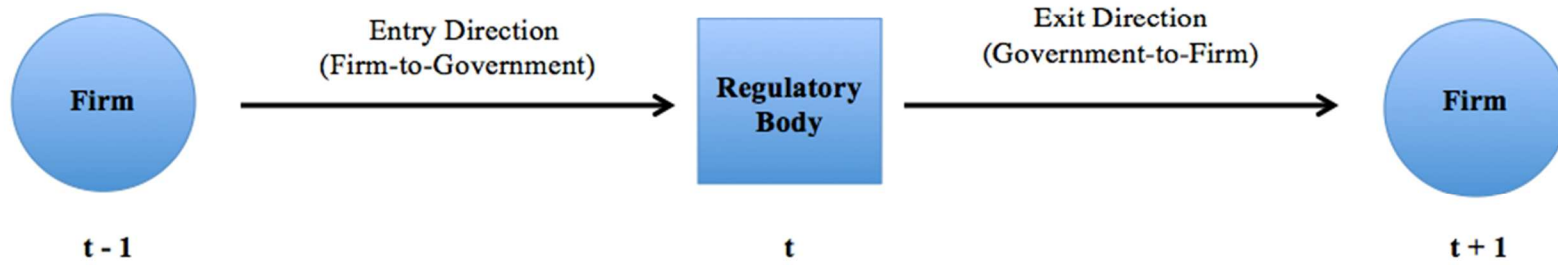 Firm
Entry Direction
(Firm-to-Government)
Regulatory
Body
Exit Direction
(Government-to-Firm)
Firm
t - 1
t
t + 1